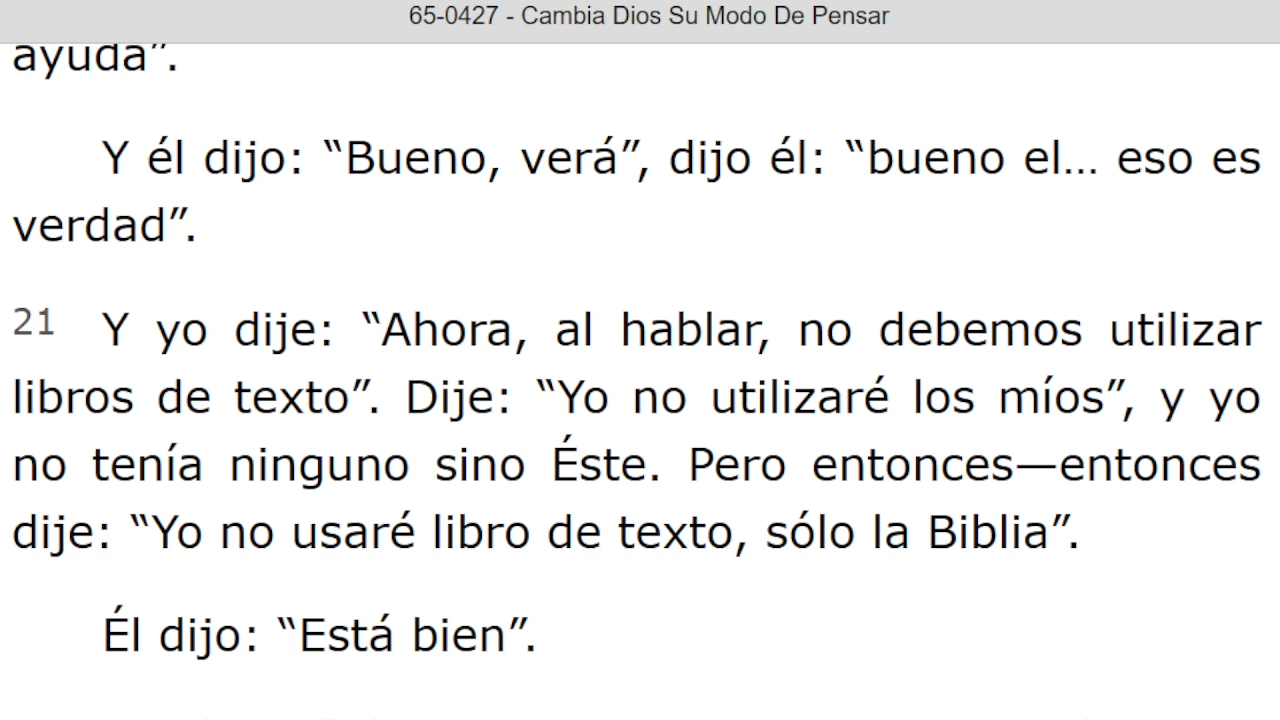 65-0427 - Cambia Dios Su Modo De Pensar
ayuda”.
Y él dijo: “Bueno, verá”, dijo él: “bueno el... eso es
verdad”.
21 Y yo dije: “Ahora, al hablar, no debemos utilizar
libros de texto”. Dije: “Yo no utilizaré los míos”, y yo
no tenía ninguno sino Éste. Pero entonces—entonces
dije: “Yo no usaré libro de texto, sólo la Biblia”.
Él dijo: “Está bien”.